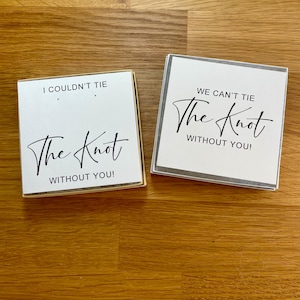 I COULDN'T TIE
The Knot
WITHOUT YOU!
WE CAN'T TIE
The Knot
WITHOUT YOU!